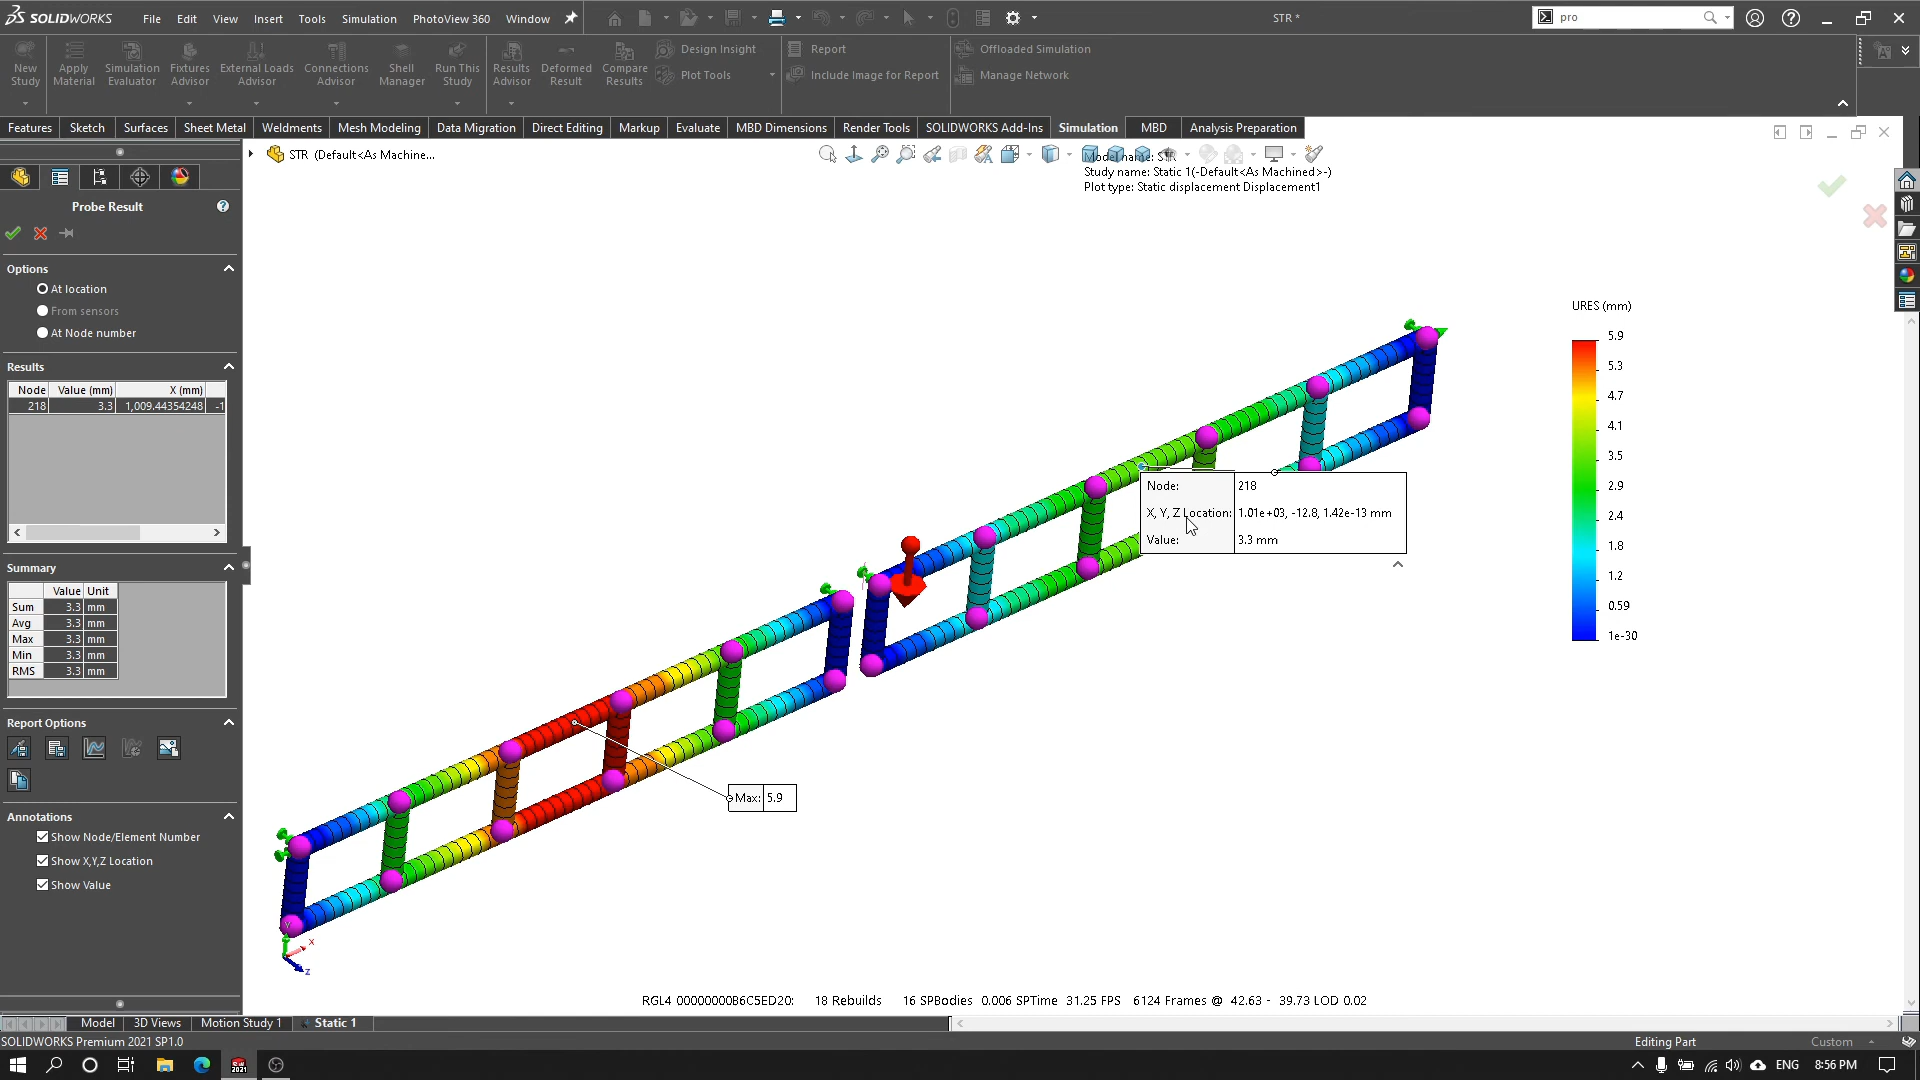 SOLIDWORKS File Edit View Insert Tools Simulation PhotoView 360 Window STR * pro
New Study
Apply Material
Simulation Evaluator
Fixtures Advisor
External Loads Advisor
Connections Advisor
Shell Manager
Run This Study
Results Advisor
Deformed Result
Compare Results
Design Insight
Plot Tools
Report
Include Image for Report
Offloaded Simulation
Manage Network
Features Sketch Surfaces Sheet Metal Weldments Mesh Modeling Data Migration Direct Editing Markup Evaluate MBD Dimensions Render Tools SOLIDWORKS Add-Ins Simulation MBD Analysis Preparation
STR (Default<As Machine...
Model name: STR
Study name: Static 1(-Default<As Machined>-)
Plot type: Static displacement Displacement1
Probe Result
Options
At location
From sensors
At Node number
Results
Node Value (mm) X (mm)
218 3.3 1,009.44354248 -1
Summary
Value Unit
Sum 3.3 mm
Avg 3.3 mm
Max 3.3 mm
Min 3.3 mm
RMS 3.3 mm
Report Options
Annotations
Show Node/Element Number
Show X,Y,Z Location
Show Value
URES (mm)
5.9
5.3
4.7
4.1
3.5
2.9
2.4
1.8
1.2
0.59
1e-30
Node: 218
X, Y, Z Location: 1.01e+03, -12.8, 1.42e-13 mm
Value: 3.3 mm
Max: 5.9
Y
X
Z
RGL4 00000000B6C5ED20: 18 Rebuilds 16 SPBodies 0.006 SPTime 31.25 FPS 6124 Frames @ 42.63 - 39.73 LOD 0.02
Model 3D Views Motion Study 1 Static 1
SOLIDWORKS Premium 2021 SP1.0 Editing Part Custom
2021
ENG 8:56 PM